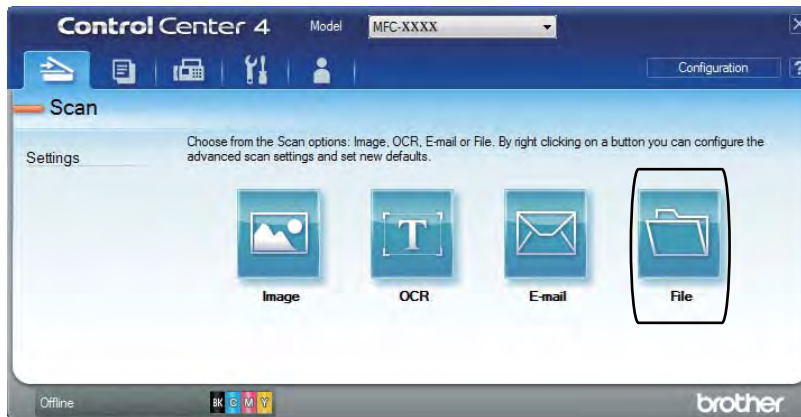 Control Center 4
Model
MFC-XXXX
Configuration
?
Scan
Settings
Choose from the Scan options: Image, OCR, E-mail or File. By right clicking on a button you can configure the
advanced scan settings and set new defaults.
T
Image
OCR
E-mail
File
Offline
BK C M Y
brother